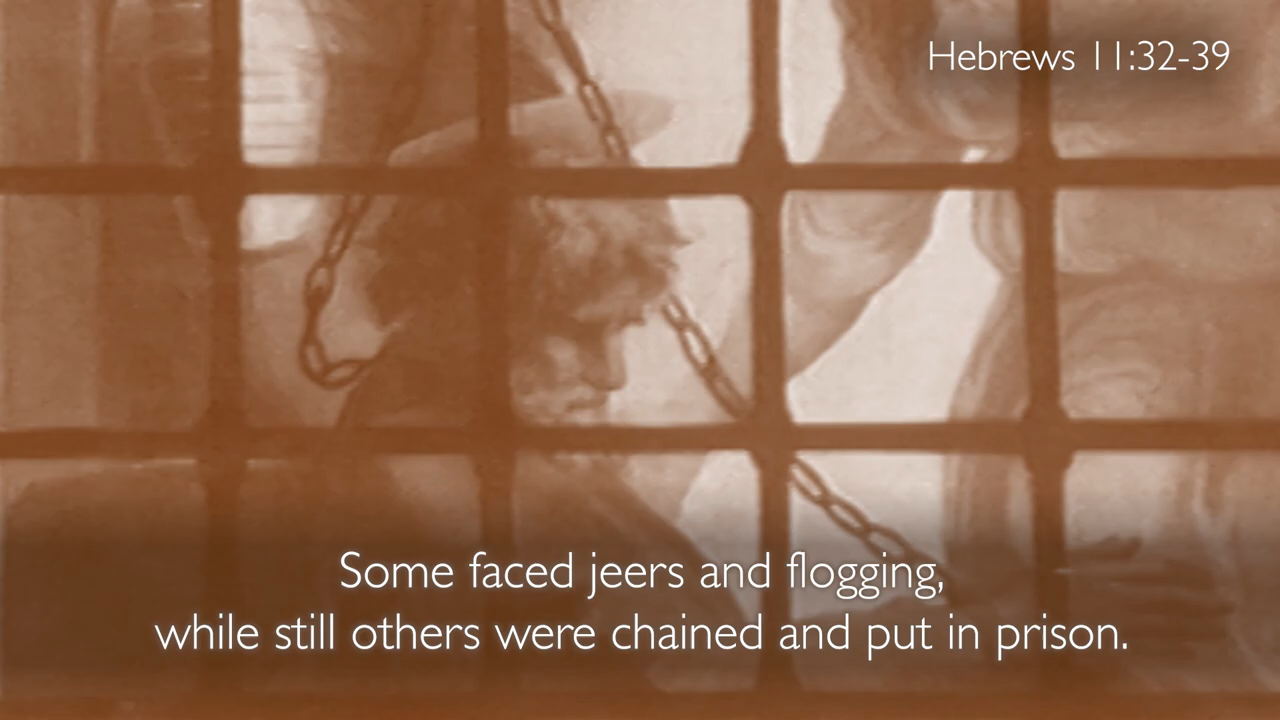 Hebrews 11:32-39
Some faced jeers and flogging,
while still others were chained and put in prison.